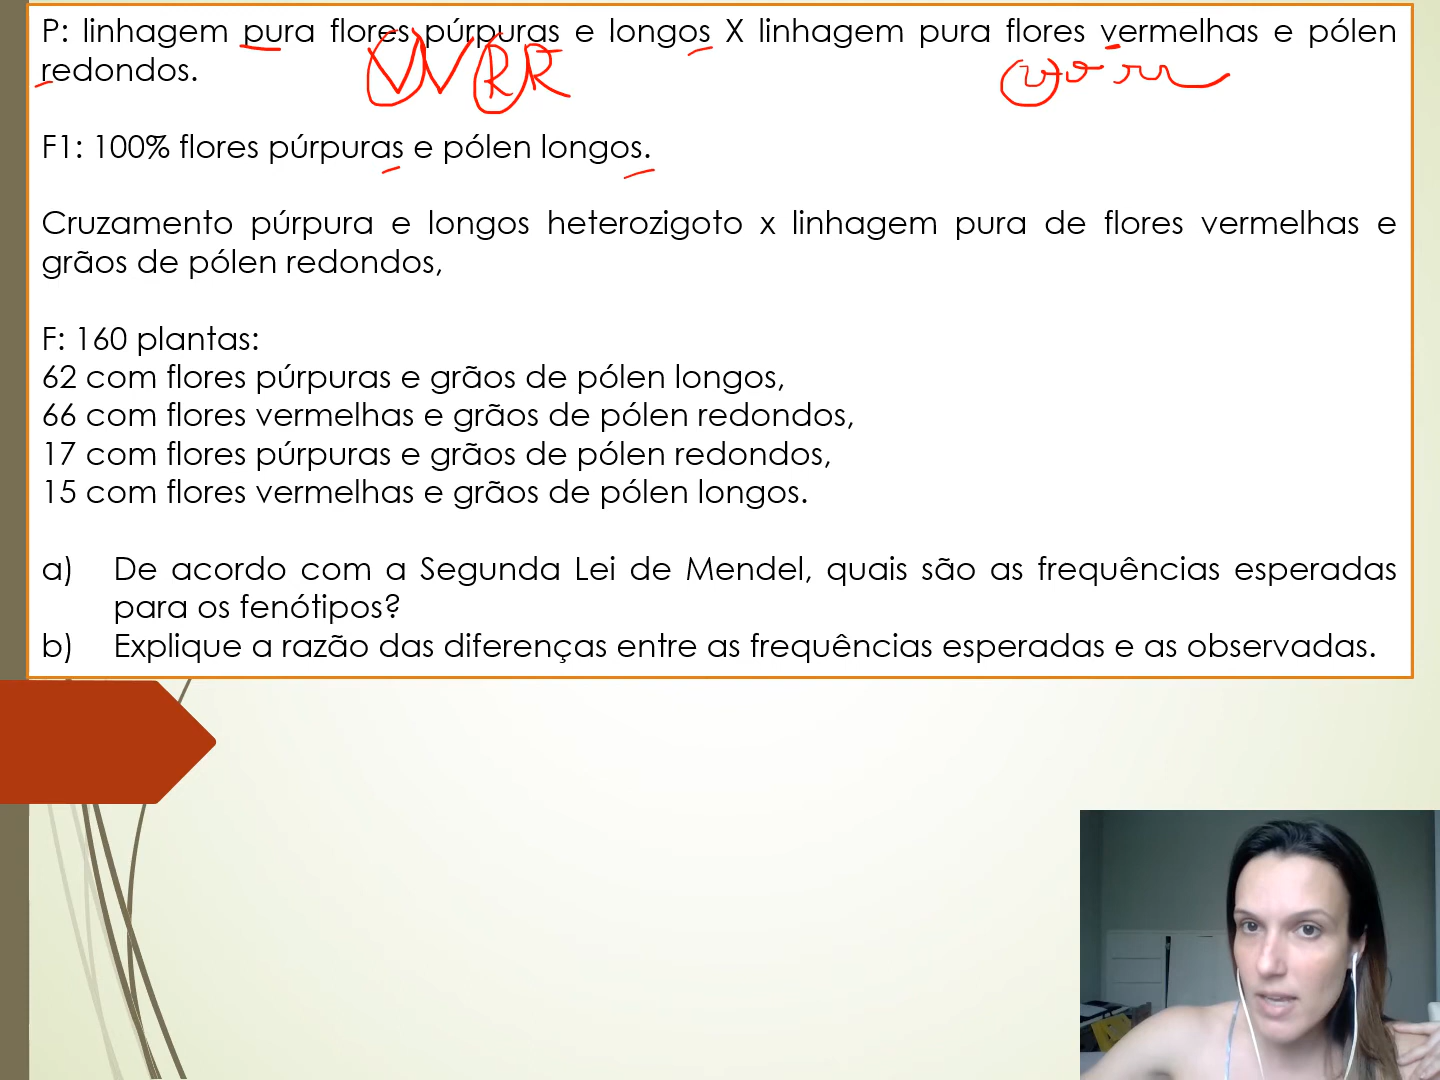 P: linhagem pura flores púrpuras e longos X linhagem pura flores vermelhas e pólen
redondos.
VVRR
vvrr
F1: 100% flores púrpuras e pólen longos.
Cruzamento púrpura e longos heterozigoto x linhagem pura de flores vermelhas e
grãos de pólen redondos,
F: 160 plantas:
62 com flores púrpuras e grãos de pólen longos,
66 com flores vermelhas e grãos de pólen redondos,
17 com flores púrpuras e grãos de pólen redondos,
15 com flores vermelhas e grãos de pólen longos.
a) De acordo com a Segunda Lei de Mendel, quais são as frequências esperadas
para os fenótipos?
b) Explique a razão das diferenças entre as frequências esperadas e as observadas.